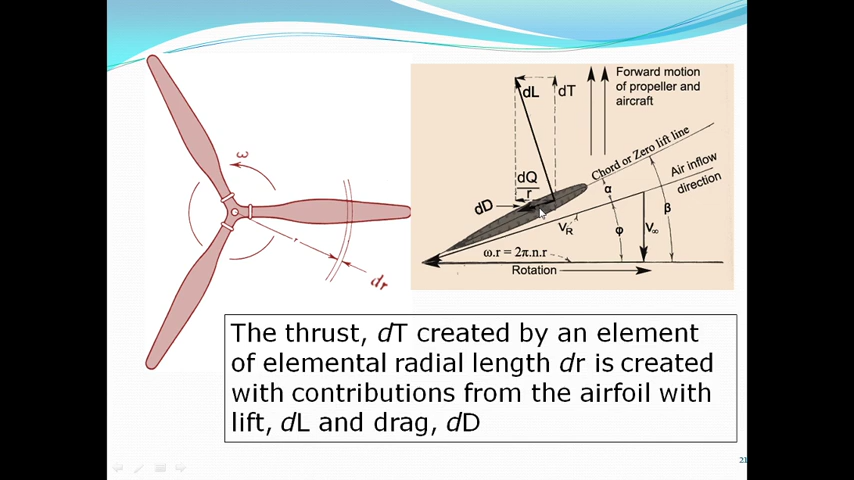 ω
r
dr
dL
dT
Forward motion
of propeller and
aircraft
Chord or Zero lift line
Air inflow
direction
dQ
r
dD
α
β
V∞
VR
φ
ω.r = 2π.n.r
Rotation
The thrust, dT created by an element
of elemental radial length dr is created
with contributions from the airfoil with
lift, dL and drag, dD
21